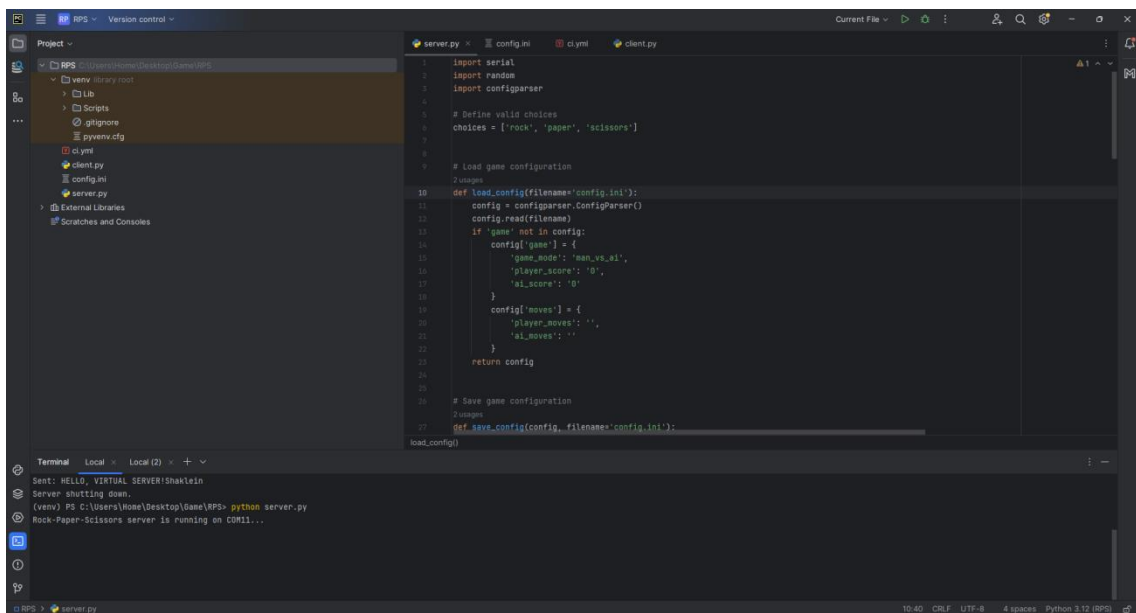 PC RP RPS Version control Current File
Project
server.py config.ini ci.yml client.py
RPS C:\Users\Home\Desktop\Game\RPS
venv library root
Lib
Scripts
.gitignore
pyvenv.cfg
ci.yml
client.py
config.ini
server.py
External Libraries
Scratches and Consoles
1 import serial
2 import random
3 import configparser
4
5 # Define valid choices
6 choices = ['rock', 'paper', 'scissors']
7
8
9 # Load game configuration
2 usages
10 def load_config(filename='config.ini'):
11 config = configparser.ConfigParser()
12 config.read(filename)
13 if 'game' not in config:
14 config['game'] = {
15 'game_mode': 'man_vs_ai',
16 'player_score': '0',
17 'ai_score': '0'
18 }
19 config['moves'] = {
20 'player_moves': '',
21 'ai_moves': ''
22 }
23 return config
24
25
26 # Save game configuration
2 usages
27 def save_config(config, filename='config.ini'):
1
load_config()
Terminal Local Local (2)
Sent: HELLO, VIRTUAL SERVER!Shaklein
Server shutting down.
(venv) PS C:\Users\Home\Desktop\Game\RPS> python server.py
Rock-Paper-Scissors server is running on COM11...
RPS > server.py 10:40 CRLF UTF-8 4 spaces Python 3.12 (RPS)